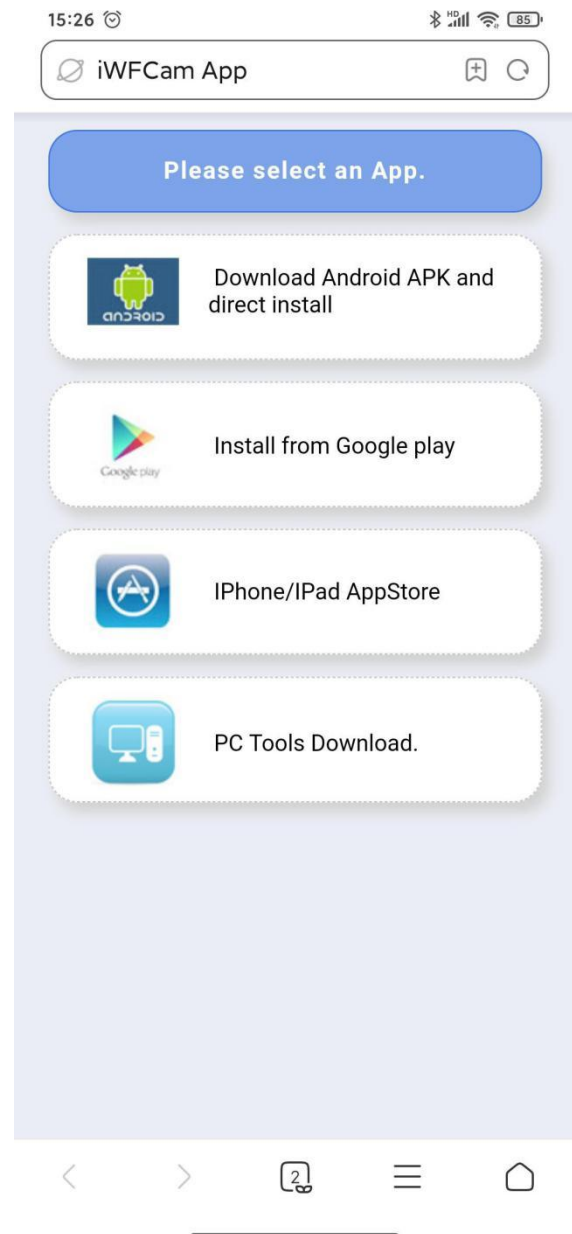 15:26
HD
85
iWFCam App
Please select an App.
Download Android APK and
direct install
ANDROID
Install from Google play
Google play
IPhone/IPad AppStore
PC Tools Download.
2